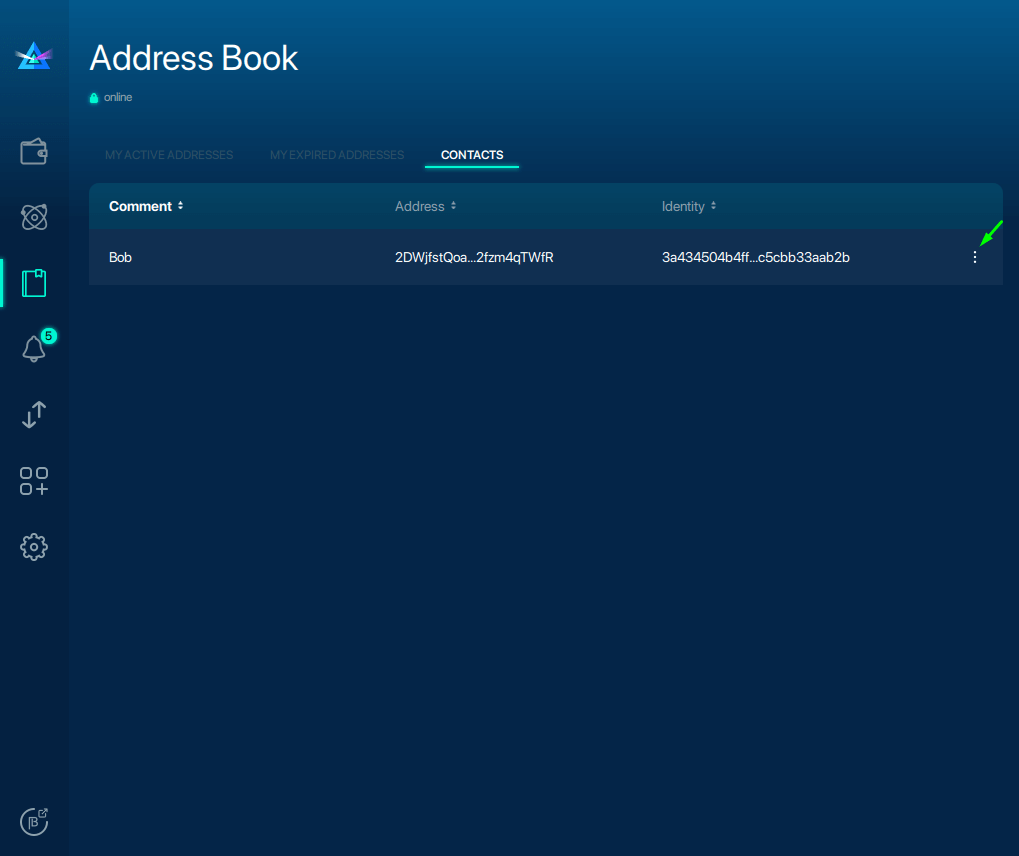 Address Book
online
MY ACTIVE ADDRESSES MY EXPIRED ADDRESSES CONTACTS
Comment Address Identity
Bob 2DWjfstQoa...2fzm4qTWfR 3a434504b4ff...c5cbb33aab2b
5
B